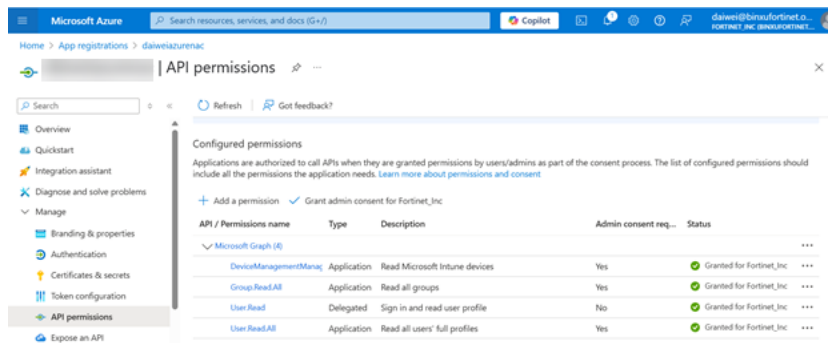 Microsoft Azure
Search resources, services, and docs (G+/)
Copilot
daiwei@binxufortinet.o...
FORTINET_INC (BINXUFORTINET...
Home > App registrations > daiweiazurenac
| API permissions
Search
Refresh
Got feedback?
Overview
Quickstart
Integration assistant
Diagnose and solve problems
Manage
Branding & properties
Authentication
Certificates & secrets
Token configuration
API permissions
Expose an API
Configured permissions
Applications are authorized to call APIs when they are granted permissions by users/admins as part of the consent process. The list of configured permissions should
include all the permissions the application needs. Learn more about permissions and consent
Add a permission
Grant admin consent for Fortinet_Inc
API / Permissions name Type Description Admin consent req... Status
Microsoft Graph (4)
DeviceManagementManag Application Read Microsoft Intune devices Yes Granted for Fortinet_Inc
Group.Read.All Application Read all groups Yes Granted for Fortinet_Inc
User.Read Delegated Sign in and read user profile No Granted for Fortinet_Inc
User.Read.All Application Read all users' full profiles Yes Granted for Fortinet_Inc